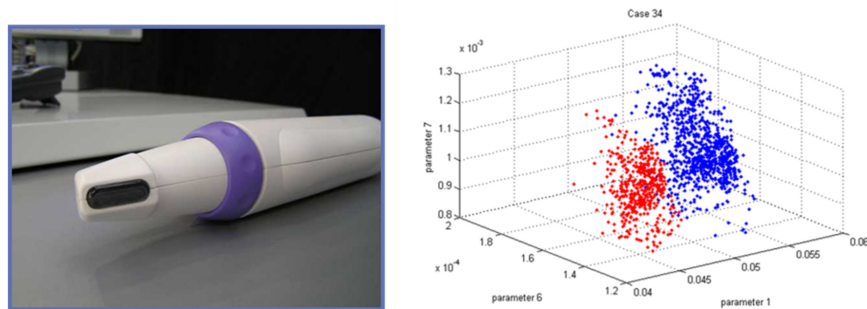 Case 34
x 10⁻³
1.3
1.2
1.1
1
0.9
0.8
parameter 7
2
1.8
1.6
1.4
1.2
x 10⁻⁴
parameter 6
0.04
0.045
0.05
0.055
0.06
parameter 1